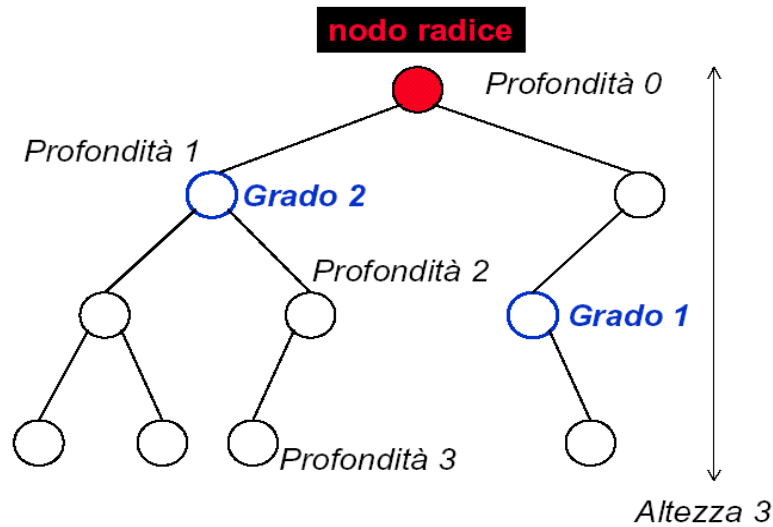 nodo radice
Profondità 0
Profondità 1
Grado 2
Profondità 2
Grado 1
Profondità 3
Altezza 3